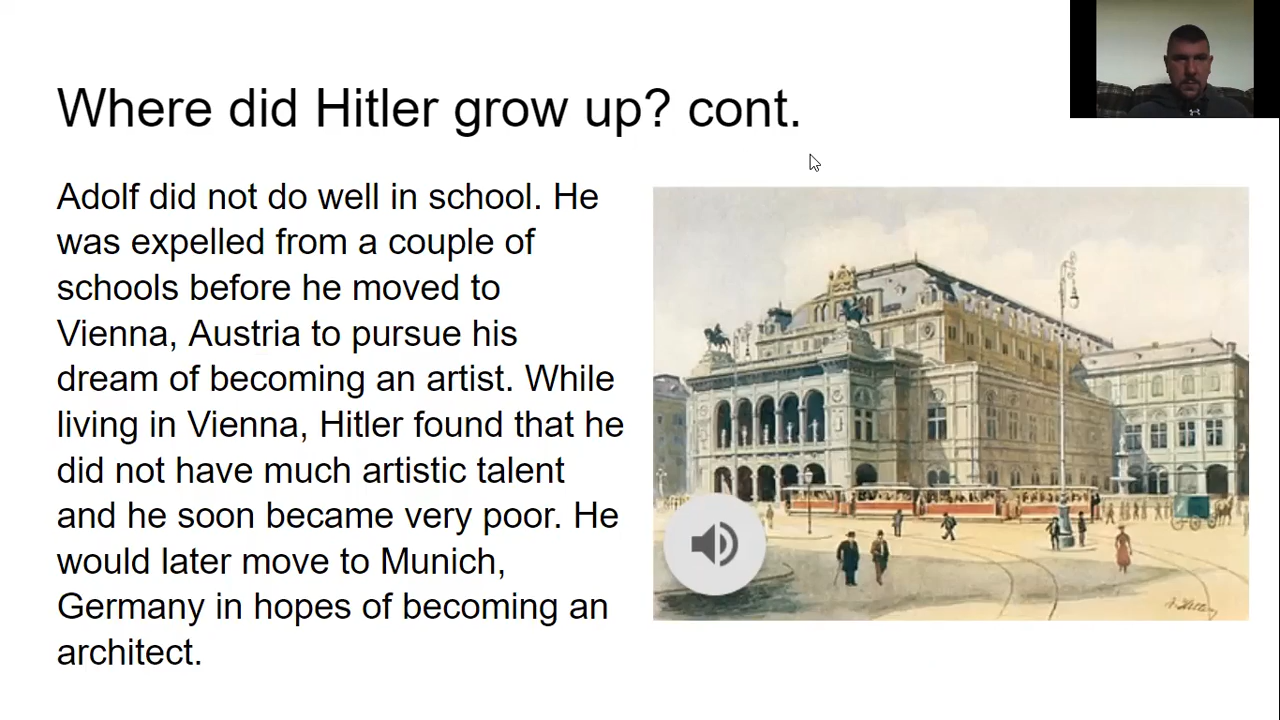 Where did Hitler grow up? cont.
Adolf did not do well in school. He
was expelled from a couple of
schools before he moved to
Vienna, Austria to pursue his
dream of becoming an artist. While
living in Vienna, Hitler found that he
did not have much artistic talent
and he soon became very poor. He
would later move to Munich,
Germany in hopes of becoming an
architect.